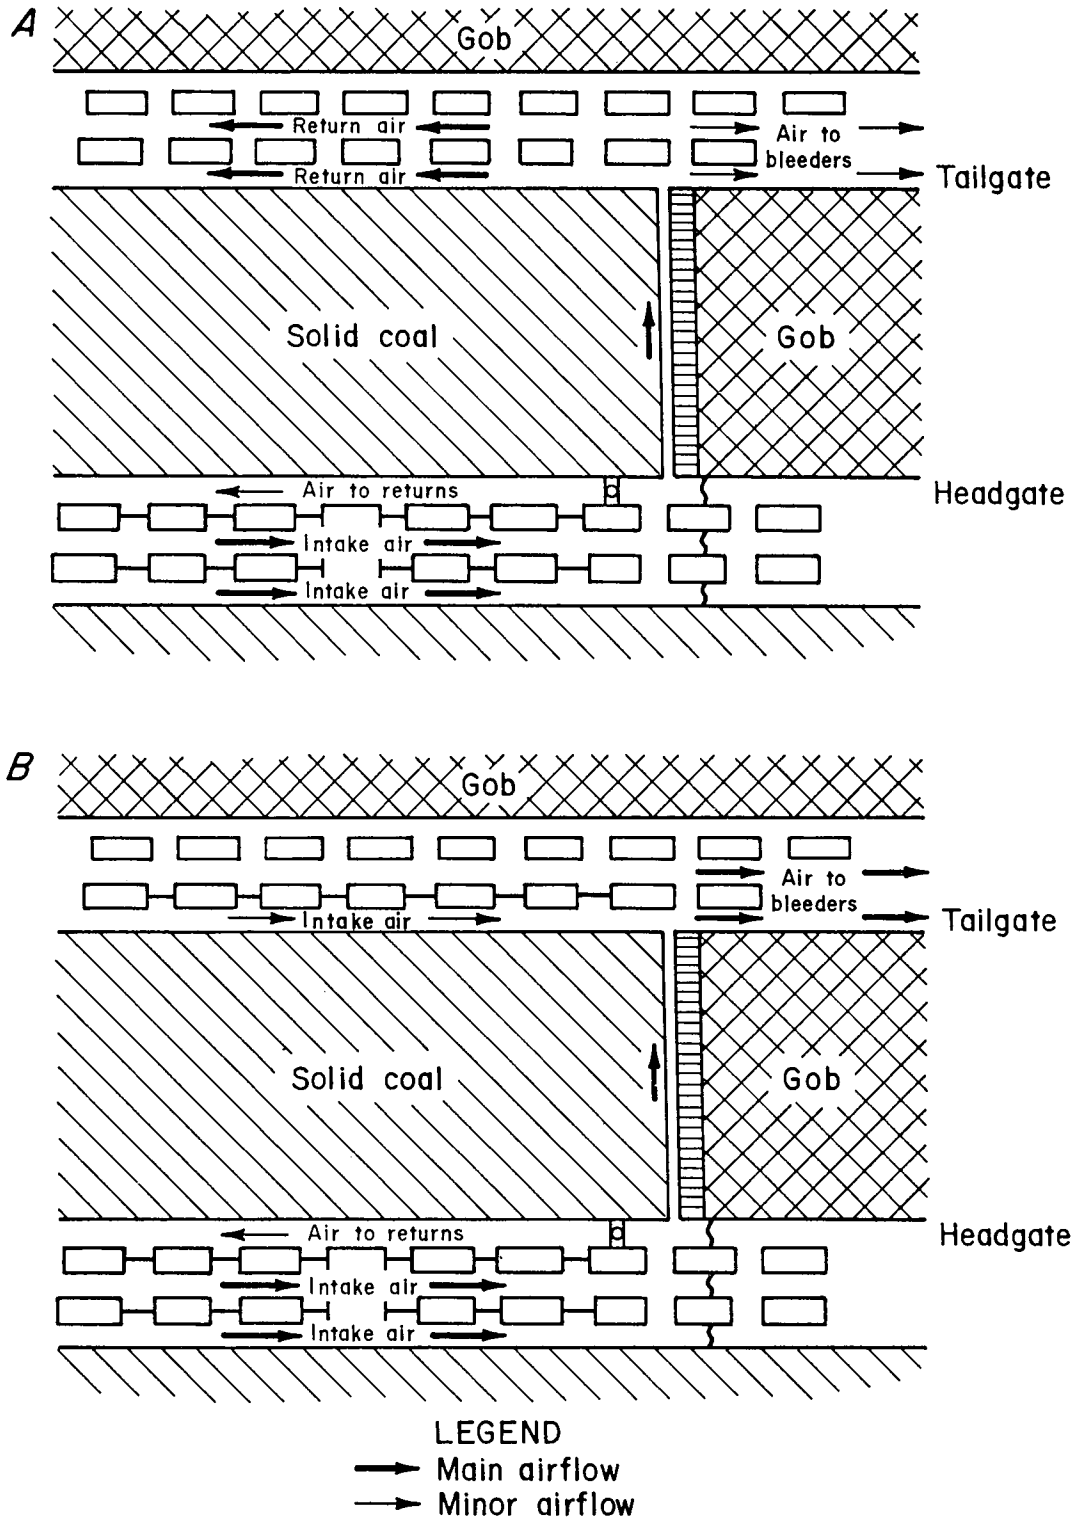 A
Gob
Return air
Air to
bleeders
Return air
Tailgate
Solid coal
Gob
Air to returns
Headgate
Intake air
Intake air
B
Gob
Air to
bleeders
Intake air
Tailgate
Solid coal
Gob
Air to returns
Headgate
Intake air
Intake air
LEGEND
Main airflow
Minor airflow